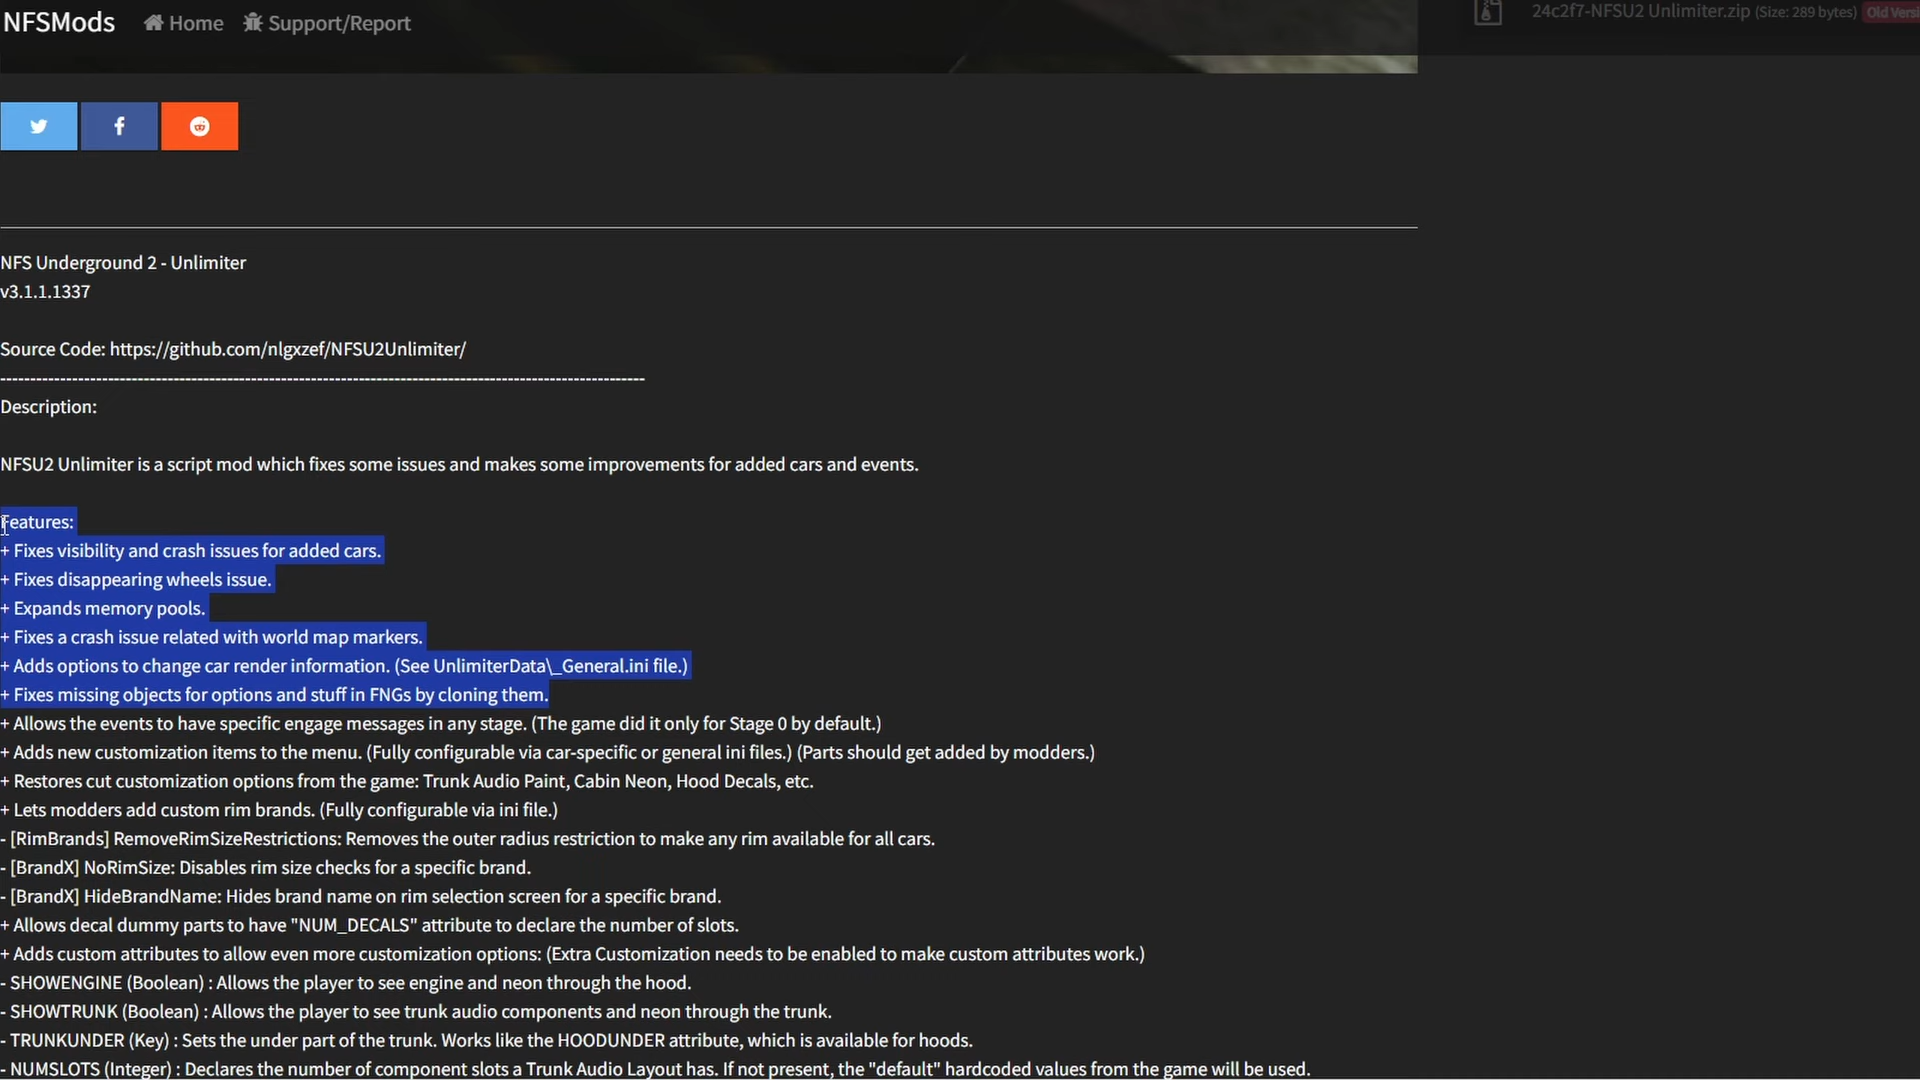 NFSMods
Home
Support/Report
24c2f7-NFSU2 Unlimiter.zip (Size: 289 bytes)
NFS Underground 2 - Unlimiter
v3.1.1.1337
Source Code: https://github.com/nlgxzef/NFSU2Unlimiter/
------------------------------------------------------------------------------------------------------------
Description:
NFSU2 Unlimiter is a script mod which fixes some issues and makes some improvements for added cars and events.
Features:
+ Fixes visibility and crash issues for added cars.
+ Fixes disappearing wheels issue.
+ Expands memory pools.
+ Fixes a crash issue related with world map markers.
+ Adds options to change car render information. (See UnlimiterData\_General.ini file.)
+ Fixes missing objects for options and stuff in FNGs by cloning them.
+ Allows the events to have specific engage messages in any stage. (The game did it only for Stage 0 by default.)
+ Adds new customization items to the menu. (Fully configurable via car-specific or general ini files.) (Parts should get added by modders.)
+ Restores cut customization options from the game: Trunk Audio Paint, Cabin Neon, Hood Decals, etc.
+ Lets modders add custom rim brands. (Fully configurable via ini file.)
- [RimBrands] RemoveRimSizeRestrictions: Removes the outer radius restriction to make any rim available for all cars.
- [BrandX] NoRimSize: Disables rim size checks for a specific brand.
- [BrandX] HideBrandName: Hides brand name on rim selection screen for a specific brand.
+ Allows decal dummy parts to have "NUM_DECALS" attribute to declare the number of slots.
+ Adds custom attributes to allow even more customization options: (Extra Customization needs to be enabled to make custom attributes work.)
- SHOWENGINE (Boolean) : Allows the player to see engine and neon through the hood.
- SHOWTRUNK (Boolean) : Allows the player to see trunk audio components and neon through the trunk.
- TRUNKUNDER (Key) : Sets the under part of the trunk. Works like the HOODUNDER attribute, which is available for hoods.
- NUMSLOTS (Integer) : Declares the number of component slots a Trunk Audio Layout has. If not present, the "default" hardcoded values from the game will be used.